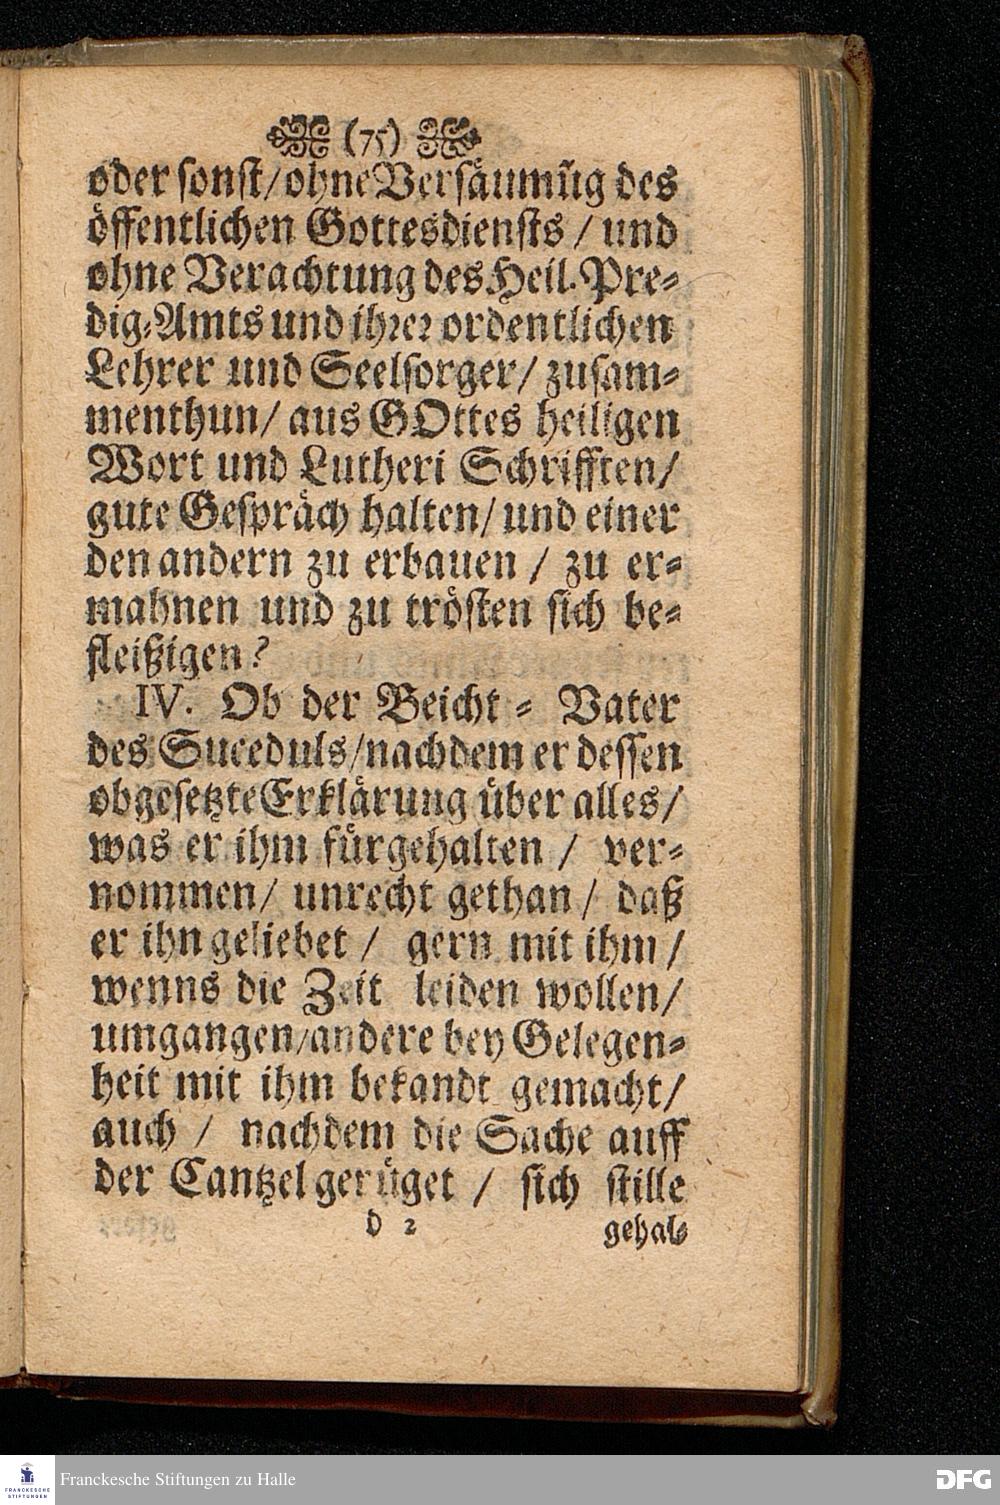 (75)
oder sonst/ohne Versäumũg des
öffentlichen Gottesdiensts / und
ohne Verachtung des Heil. Pre-
dig-Amts und ihrer ordentlichen
Lehrer und Seelsorger/ zusam-
menthun/ aus GOttes heiligen
Wort und Lutheri Schrifften/
gute Gespräch halten/ und einer
den andern zu erbauen / zu er-
mahnen und zu trösten sich be-
fleißigen?
IV. Ob der Beicht - Vater
des Suceduls/nachdem er dessen
obgesetzte Erklärung über alles/
was er ihm fürgehalten / ver-
nommen/ unrecht gethan/ daß
er ihn geliebet / gern mit ihm/
wenns die Zeit leiden wollen/
umgangen/andere bey Gelegen-
heit mit ihm bekandt gemacht/
auch / nachdem die Sache auff
der Cantzel gerüget / sich stille
d 2 gehal-
FRANCKESCHE STIFTUNGEN
Franckesche Stiftungen zu Halle
DFG